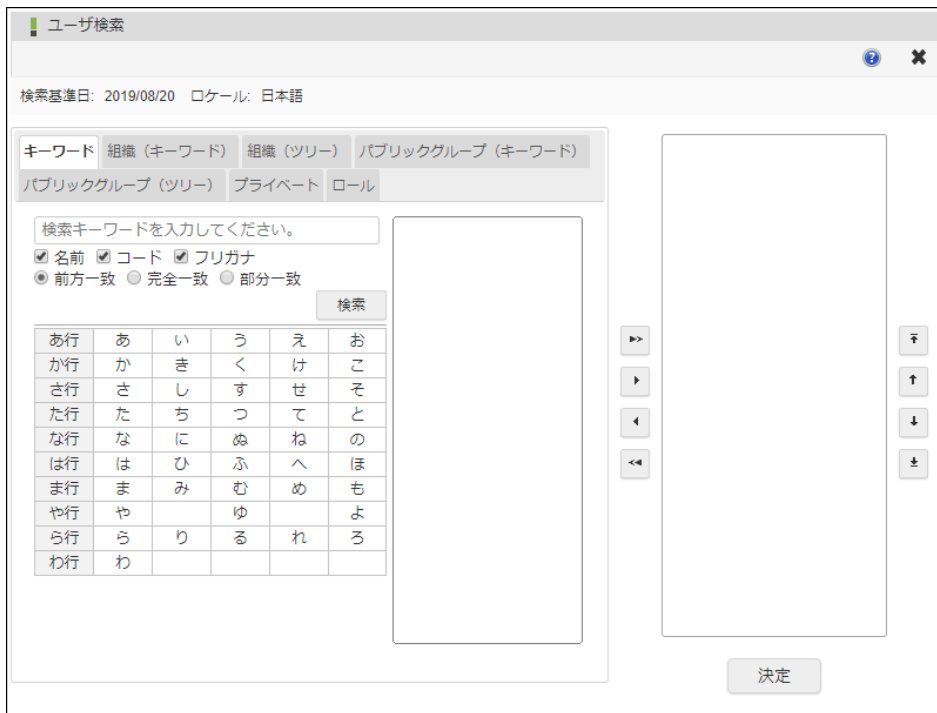 ユーザ検索
検索基準日: 2019/08/20 ロケール: 日本語
キーワード 組織（キーワード） 組織（ツリー） パブリックグループ（キーワード）
パブリックグループ（ツリー） プライベート ロール
検索キーワードを入力してください。
名前 コード フリガナ
前方一致 完全一致 部分一致
検索
あ行 あ い う え お
か行 か き く け こ
さ行 さ し す せ そ
た行 た ち つ て と
な行 な に ぬ ね の
は行 は ひ ふ へ ほ
ま行 ま み む め も
や行 や ゆ よ
ら行 ら り る れ ろ
わ行 わ
決定